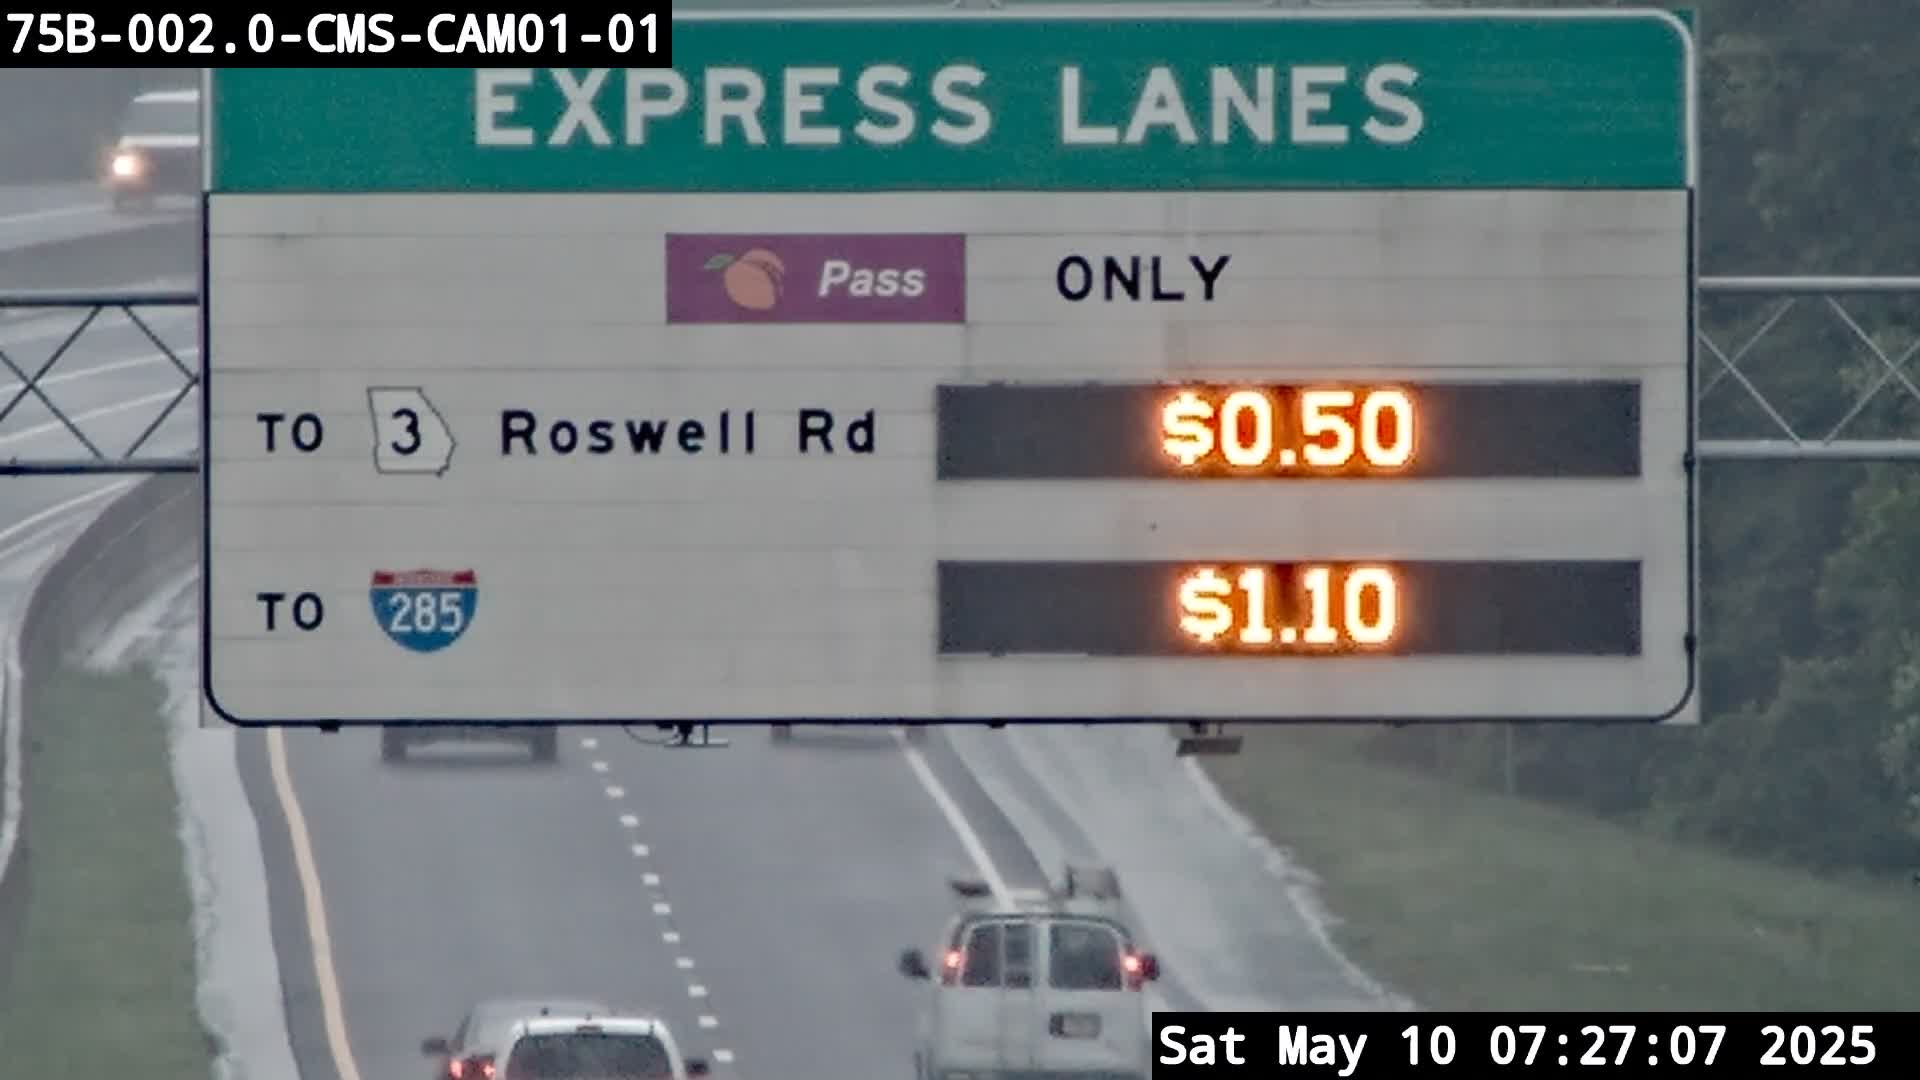 75B-002.0-CMS-CAM01-01
EXPRESS LANES
Pass ONLY
TO 3 Roswell Rd $0.50
TO 285 $1.10
Sat May 10 07:27:07 2025